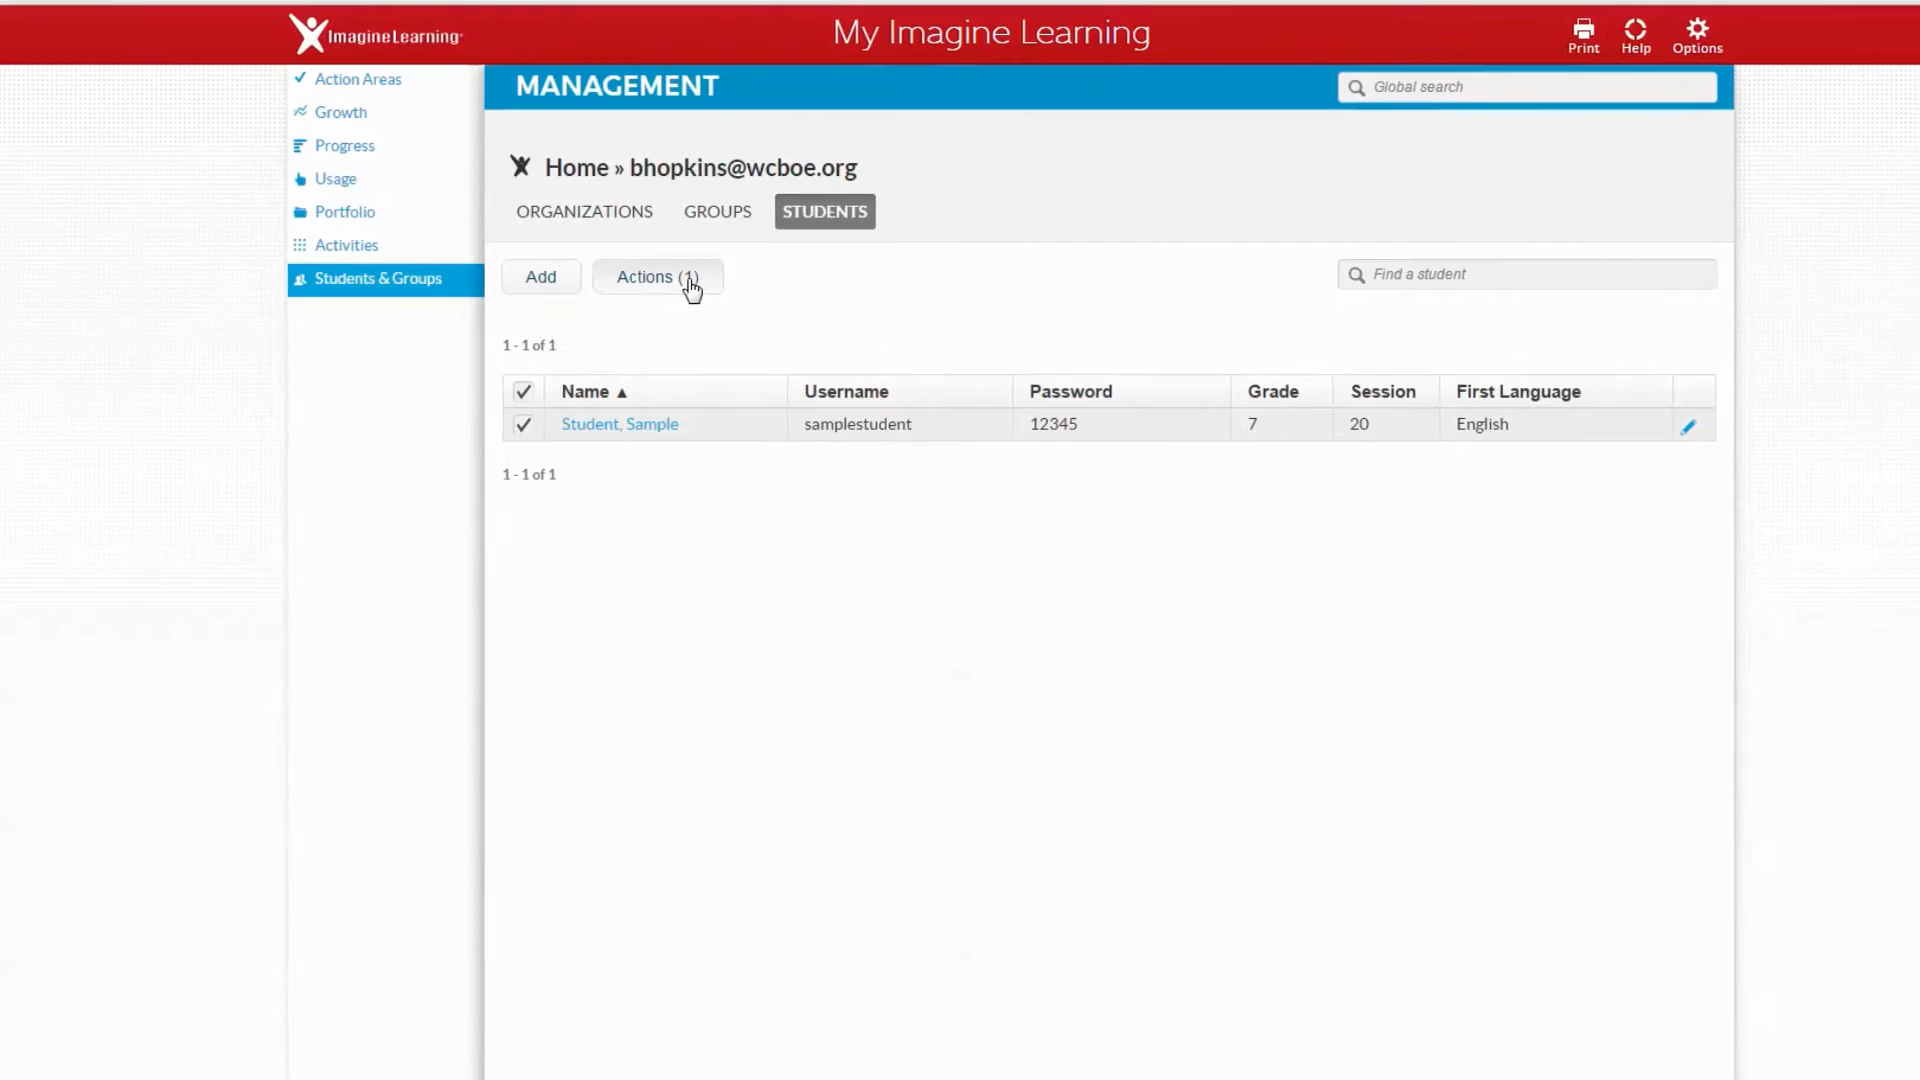 ImagineLearning
My Imagine Learning
Print
Help
Options
Action Areas
Growth
Progress
Usage
Portfolio
Activities
Students & Groups
MANAGEMENT
Global search
Home » bhopkins@wcboe.org
ORGANIZATIONS GROUPS STUDENTS
Add
Actions (1)
Find a student
1 - 1 of 1
Name ▲ Username Password Grade Session First Language
Student, Sample samplestudent 12345 7 20 English
1 - 1 of 1